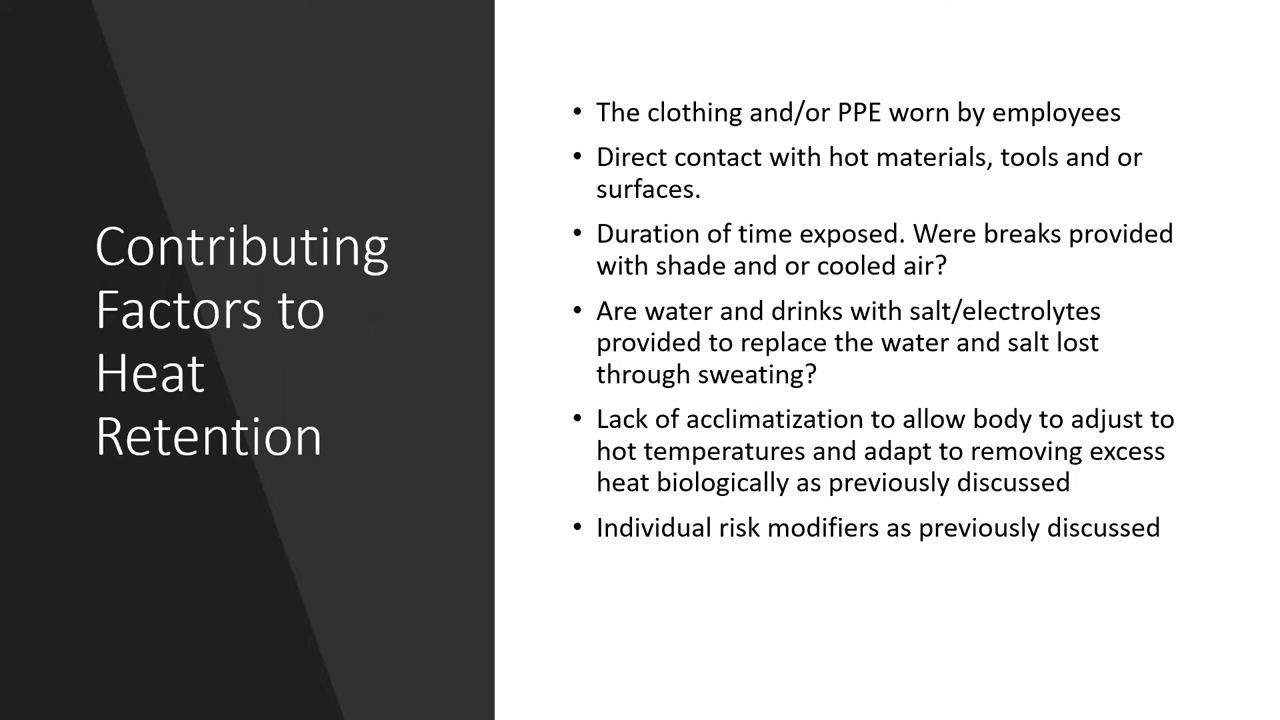 Contributing
Factors to
Heat
Retention
• The clothing and/or PPE worn by employees
• Direct contact with hot materials, tools and or
surfaces.
• Duration of time exposed. Were breaks provided
with shade and or cooled air?
• Are water and drinks with salt/electrolytes
provided to replace the water and salt lost
through sweating?
• Lack of acclimatization to allow body to adjust to
hot temperatures and adapt to removing excess
heat biologically as previously discussed
• Individual risk modifiers as previously discussed